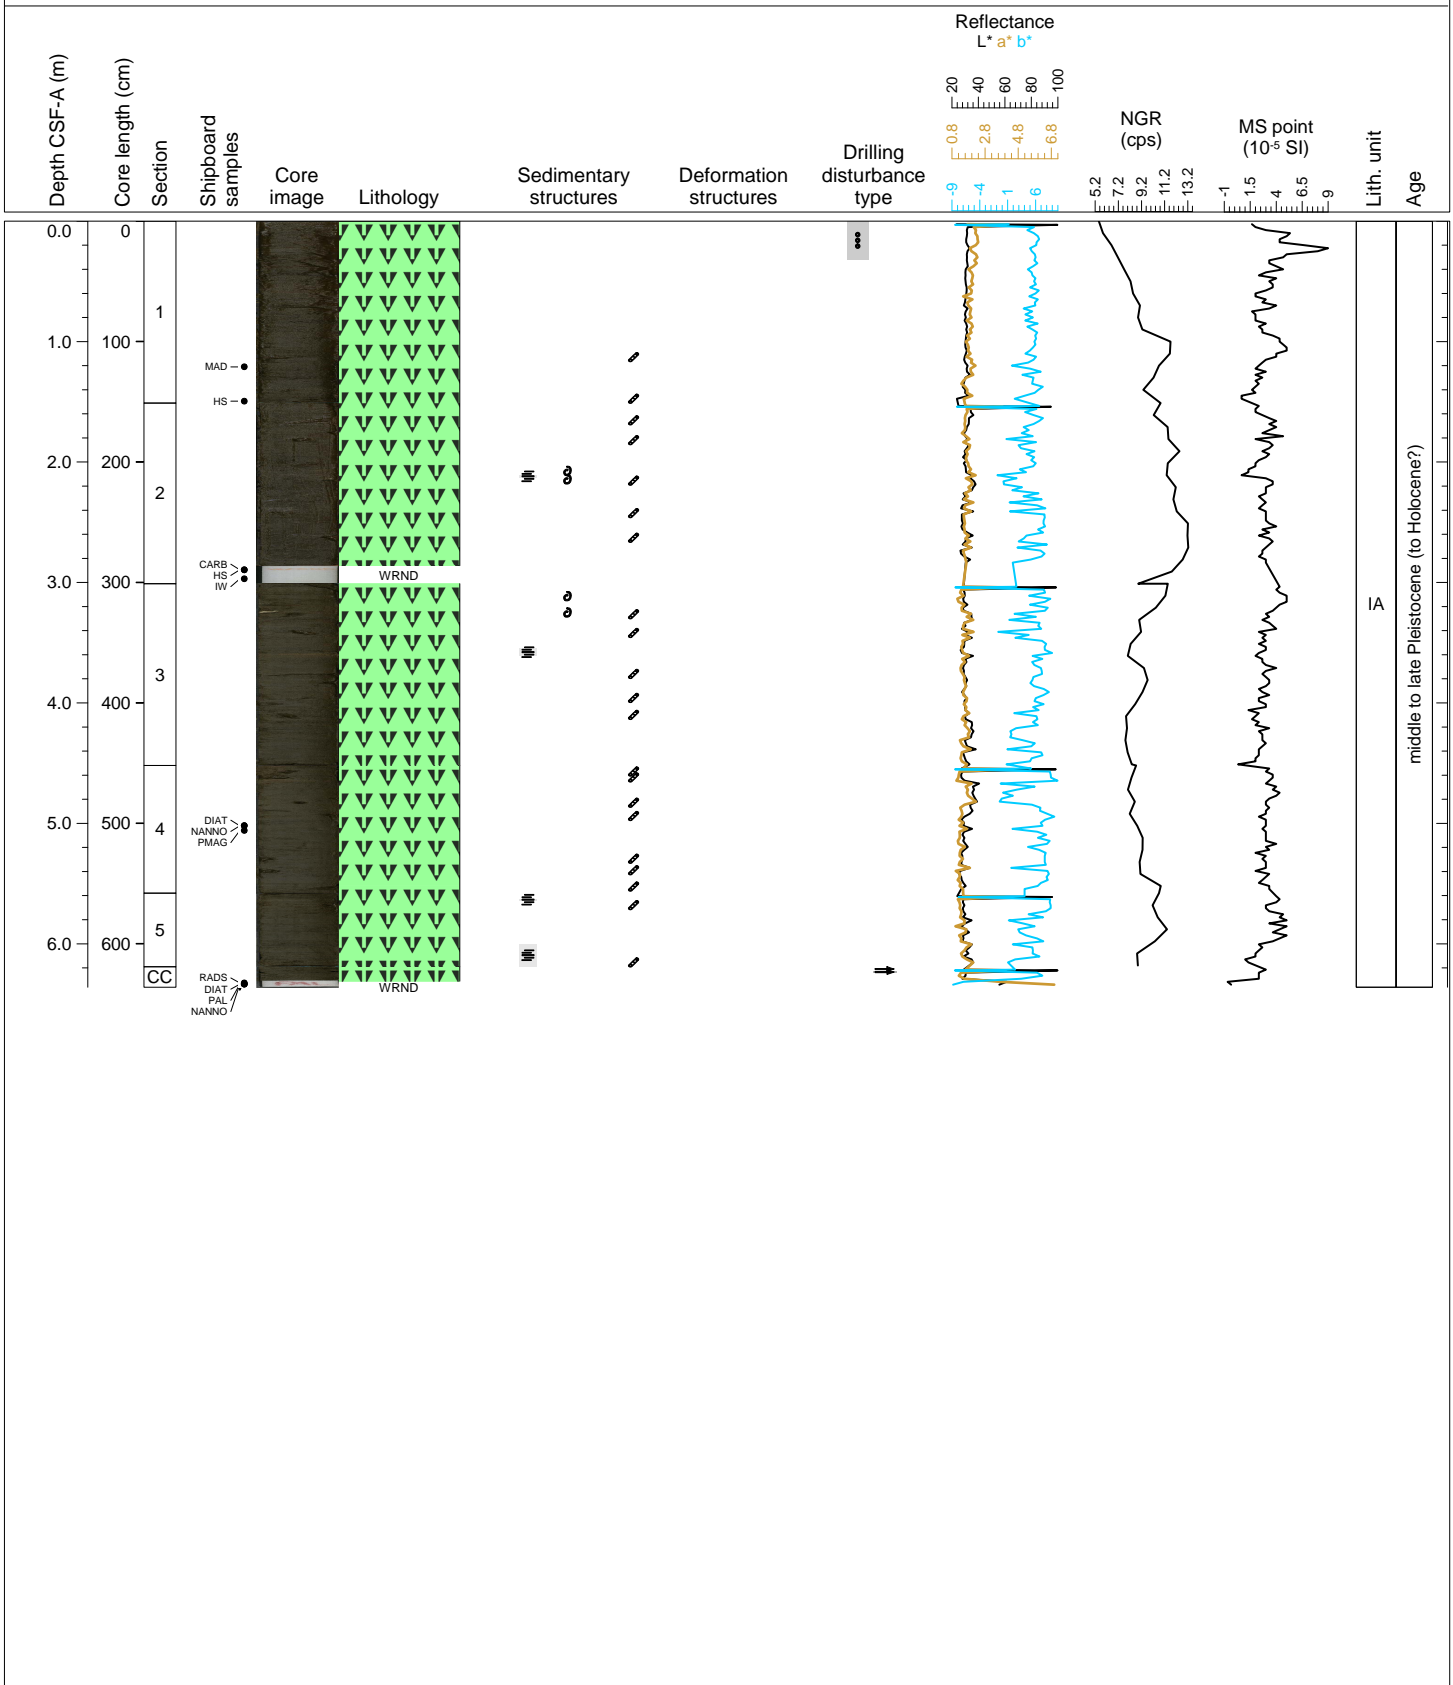 Reflectance
L* a* b*
20 40 60 80 100
0.8 2.8 4.8 6.8
-9 -4 1 6
NGR
(cps)
5.2 7.2 9.2 11.2 13.2
MS point
(10-5 SI)
-1 1.5 4 6.5 9
Depth CSF-A (m)
Core length (cm)
Section
Shipboard
samples
Core
image
Lithology
Sedimentary
structures
Deformation
structures
Drilling
disturbance
type
Lith. unit
Age
0.0 0
1
1.0 100
MAD
HS
2.0 200
2
CARB
HS
IW
WRND
3.0 300
IA
middle to late Pleistocene (to Holocene?)
3
4.0 400
DIAT
NANNO
PMAG
5.0 500
4
5
6.0 600
CC
RADS
DIAT
PAL
NANNO
WRND